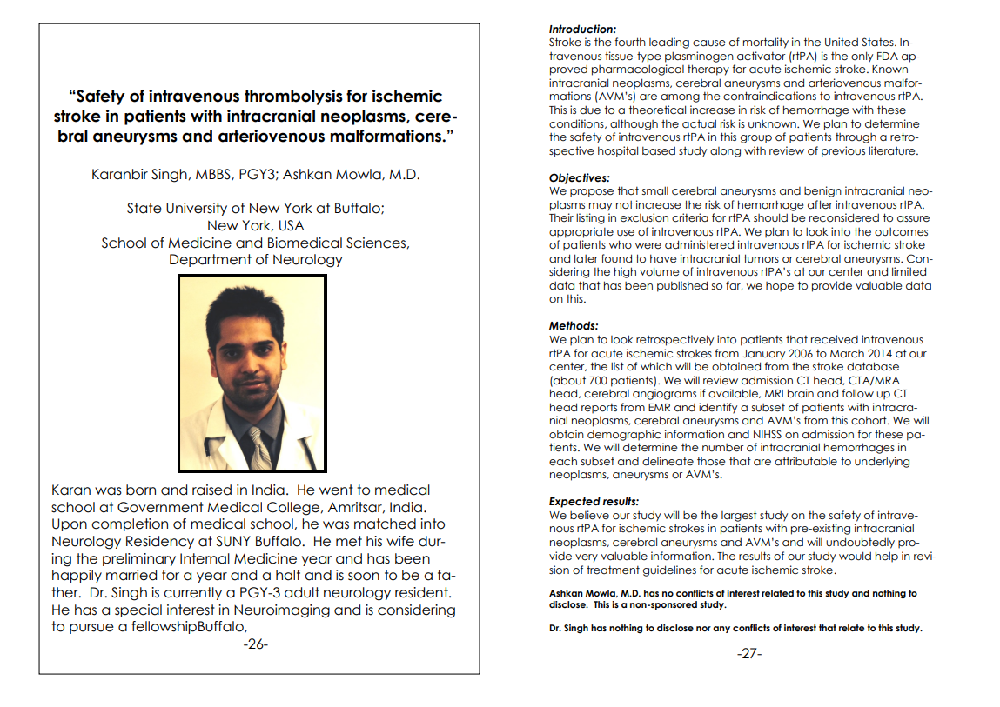 “Safety of intravenous thrombolysis for ischemic
stroke in patients with intracranial neoplasms, cere-
bral aneurysms and arteriovenous malformations.”
Karanbir Singh, MBBS, PGY3; Ashkan Mowla, M.D.
State University of New York at Buffalo;
New York, USA
School of Medicine and Biomedical Sciences,
Department of Neurology
Karan was born and raised in India.  He went to medical
school at Government Medical College, Amritsar, India.
Upon completion of medical school, he was matched into
Neurology Residency at SUNY Buffalo.  He met his wife dur-
ing the preliminary Internal Medicine year and has been
happily married for a year and a half and is soon to be a fa-
ther.  Dr. Singh is currently a PGY-3 adult neurology resident.
He has a special interest in Neuroimaging and is considering
to pursue a fellowshipBuffalo,
-26-
Introduction:
Stroke is the fourth leading cause of mortality in the United States. In-
travenous tissue-type plasminogen activator (rtPA) is the only FDA ap-
proved pharmacological therapy for acute ischemic stroke. Known
intracranial neoplasms, cerebral aneurysms and arteriovenous malfor-
mations (AVM’s) are among the contraindications to intravenous rtPA.
This is due to a theoretical increase in risk of hemorrhage with these
conditions, although the actual risk is unknown. We plan to determine
the safety of intravenous rtPA in this group of patients through a retro-
spective hospital based study along with review of previous literature.
Objectives:
We propose that small cerebral aneurysms and benign intracranial neo-
plasms may not increase the risk of hemorrhage after intravenous rtPA.
Their listing in exclusion criteria for rtPA should be reconsidered to assure
appropriate use of intravenous rtPA. We plan to look into the outcomes
of patients who were administered intravenous rtPA for ischemic stroke
and later found to have intracranial tumors or cerebral aneurysms. Con-
sidering the high volume of intravenous rtPA’s at our center and limited
data that has been published so far, we hope to provide valuable data
on this.
Methods:
We plan to look retrospectively into patients that received intravenous
rtPA for acute ischemic strokes from January 2006 to March 2014 at our
center, the list of which will be obtained from the stroke database
(about 700 patients). We will review admission CT head, CTA/MRA
head, cerebral angiograms if available, MRI brain and follow up CT
head reports from EMR and identify a subset of patients with intracra-
nial neoplasms, cerebral aneurysms and AVM’s from this cohort. We will
obtain demographic information and NIHSS on admission for these pa-
tients. We will determine the number of intracranial hemorrhages in
each subset and delineate those that are attributable to underlying
neoplasms, aneurysms or AVM’s.
Expected results:
We believe our study will be the largest study on the safety of intrave-
nous rtPA for ischemic strokes in patients with pre-existing intracranial
neoplasms, cerebral aneurysms and AVM’s and will undoubtedly pro-
vide very valuable information. The results of our study would help in revi-
sion of treatment guidelines for acute ischemic stroke.
Ashkan Mowla, M.D. has no conflicts of interest related to this study and nothing to
disclose.  This is a non-sponsored study.
Dr. Singh has nothing to disclose nor any conflicts of interest that relate to this study.
-27-